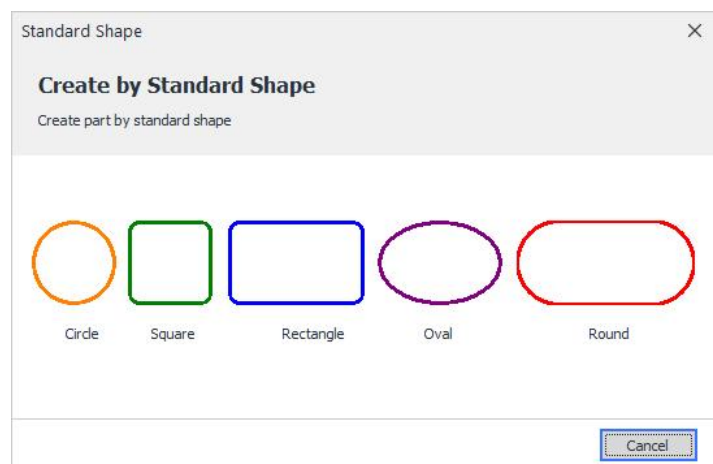 Standard Shape
Create by Standard Shape
Create part by standard shape
Circle Square Rectangle Oval Round
Cancel